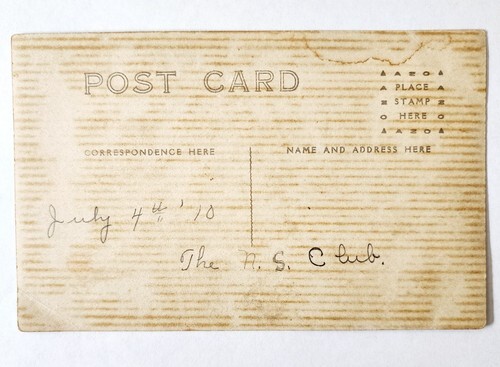 POST CARD
▲ A Z O ▲
A PLACE A
Z STAMP Z
O HERE O
▲ A Z O ▲
CORRESPONDENCE HERE
NAME AND ADDRESS HERE
July 4th '10
The N. S. Club.